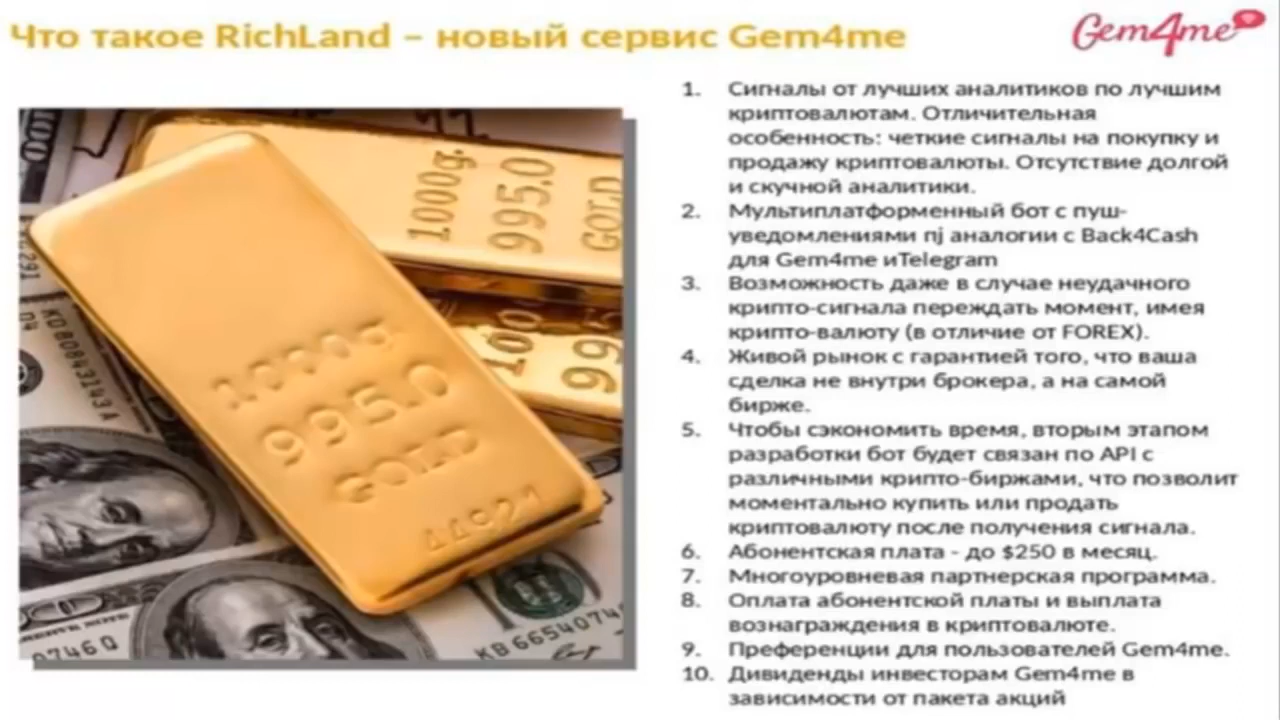 Что такое RichLand – новый сервис Gem4me
Gem4me
1. Сигналы от лучших аналитиков по лучшим
криптовалютам. Отличительная
особенность: четкие сигналы на покупку и
продажу криптовалюты. Отсутствие долгой
и скучной аналитики.
2. Мультиплатформенный бот с пуш-
уведомлениями пj аналогии с Back4Cash
для Gem4me иTelegram
3. Возможность даже в случае неудачного
крипто-сигнала переждать момент, имея
крипто-валюту (в отличие от FOREX).
4. Живой рынок с гарантией того, что ваша
сделка не внутри брокера, а на самой
бирже.
5. Чтобы сэкономить время, вторым этапом
разработки бот будет связан по API с
различными крипто-биржами, что позволит
моментально купить или продать
криптовалюту после получения сигнала.
6. Абонентская плата - до $250 в месяц.
7. Многоуровневая партнерская программа.
8. Оплата абонентской платы и выплата
вознаграждения в криптовалюте.
9. Преференции для пользователей Gem4me.
10. Дивиденды инвесторам Gem4me в
зависимости от пакета акций
1000g.
995.0
GOLD
1000g.
995.0
GOLD
44921
KB80843143A
0746Q